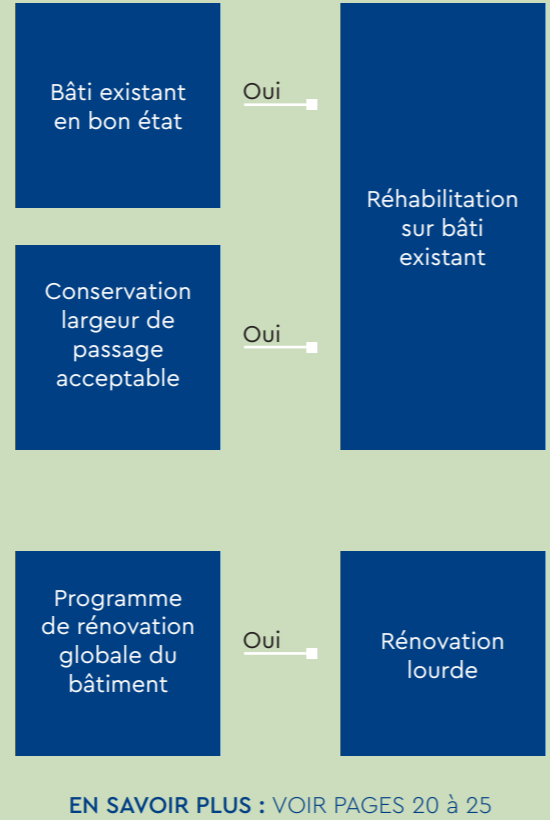 Bâti existant
en bon état
Oui
Conservation
largeur de
passage
acceptable
Oui
Réhabilitation
sur bâti
existant
Programme
de rénovation
globale du
bâtiment
Oui
Rénovation
lourde
EN SAVOIR PLUS : VOIR PAGES 20 à 25